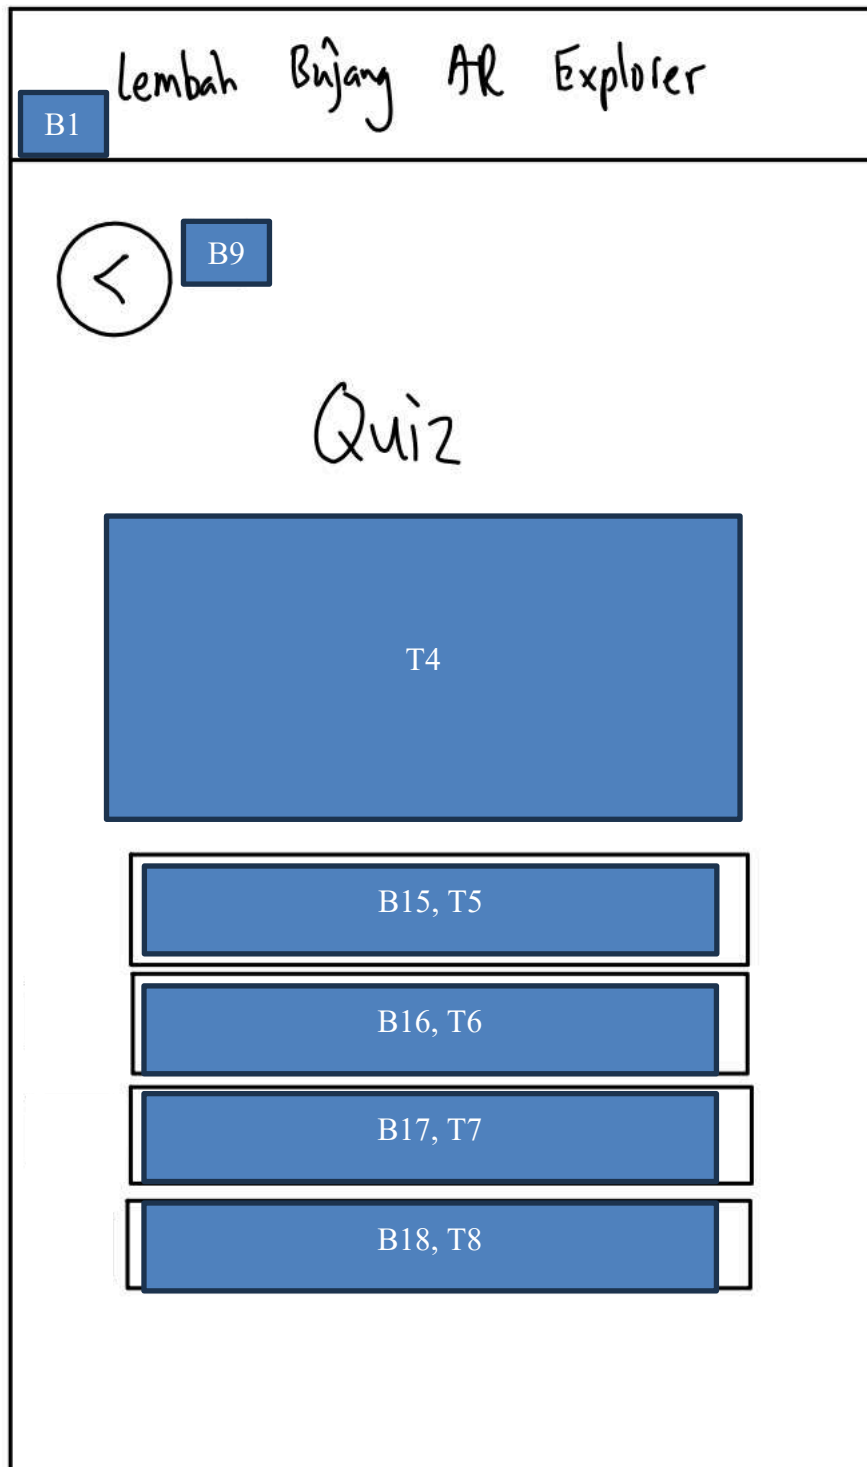 Lembah Bujang AR Explorer
B1
<
B9
Quiz
T4
B15, T5
B16, T6
B17, T7
B18, T8